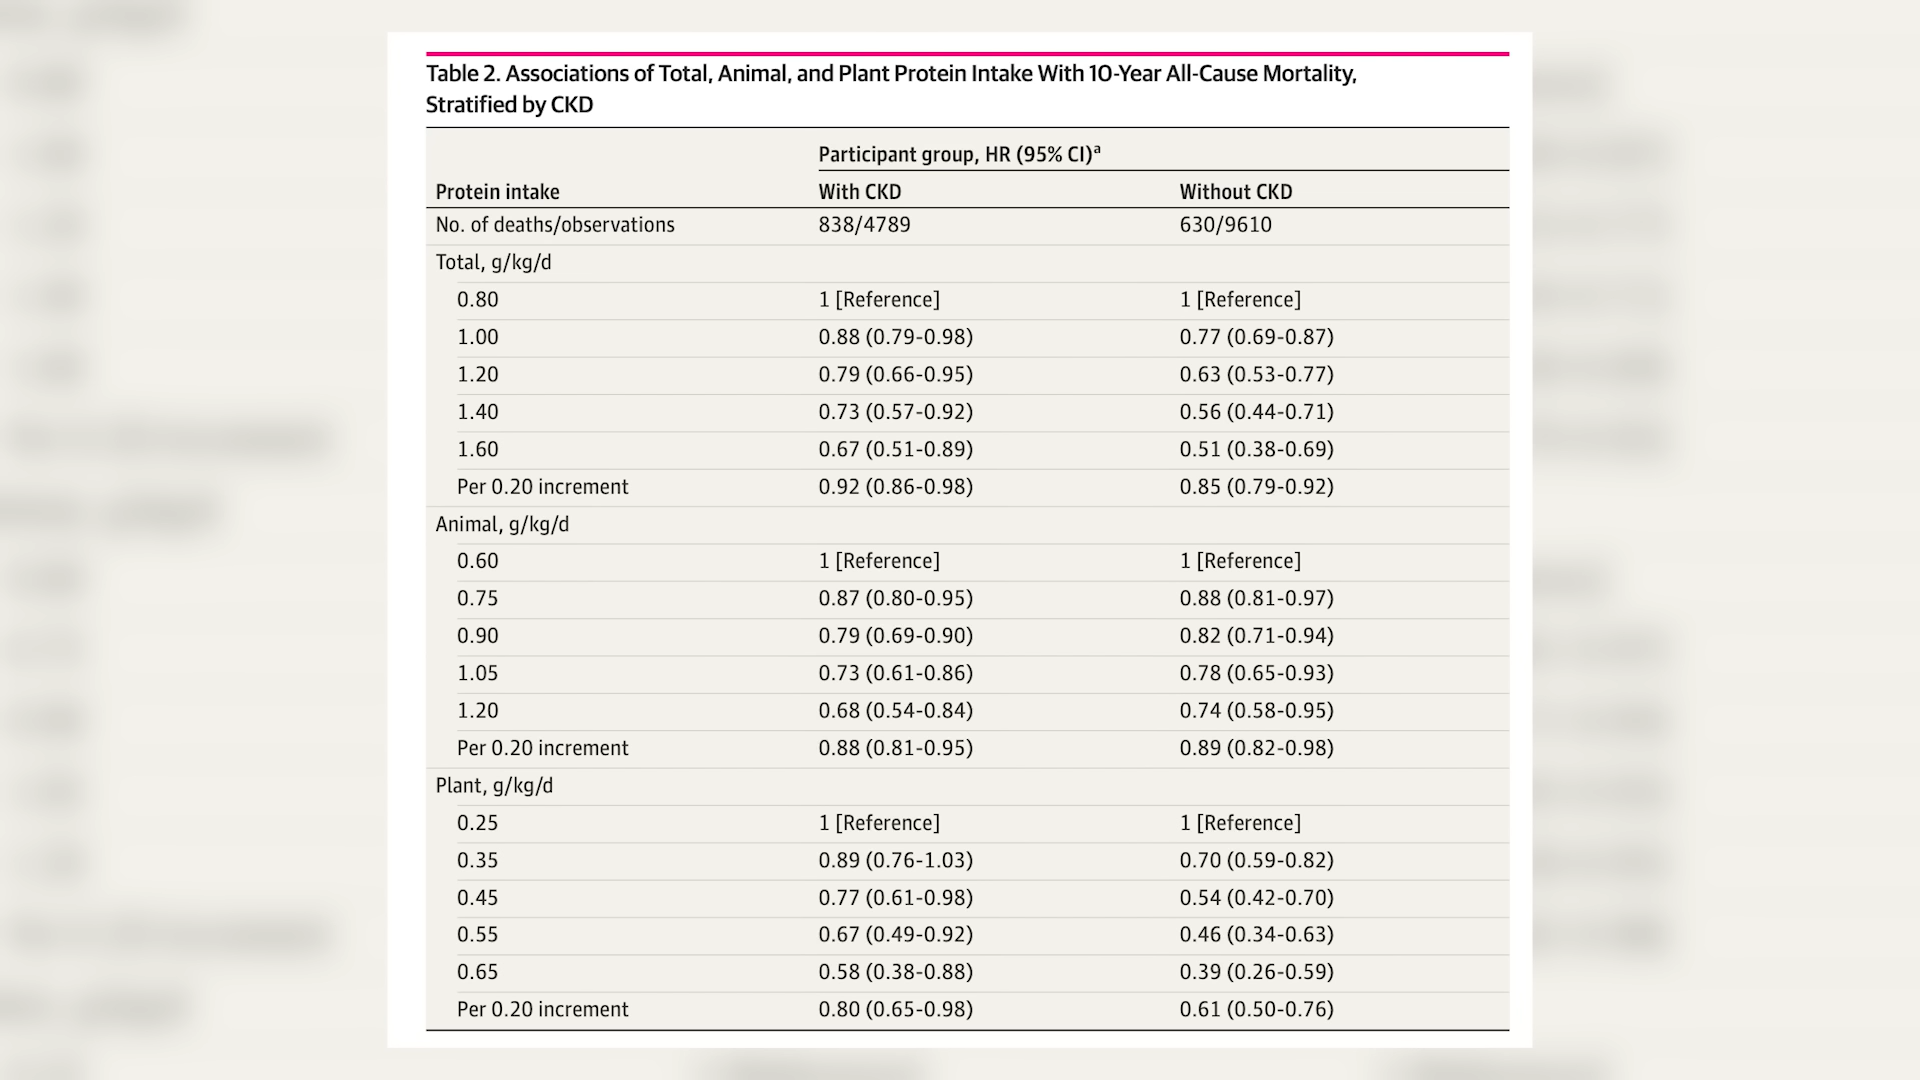 Table 2. Associations of Total, Animal, and Plant Protein Intake With 10-Year All-Cause Mortality,
Stratified by CKD
Participant group, HR (95% CI)ᵃ
Protein intake With CKD Without CKD
No. of deaths/observations 838/4789 630/9610
Total, g/kg/d
0.80 1 [Reference] 1 [Reference]
1.00 0.88 (0.79-0.98) 0.77 (0.69-0.87)
1.20 0.79 (0.66-0.95) 0.63 (0.53-0.77)
1.40 0.73 (0.57-0.92) 0.56 (0.44-0.71)
1.60 0.67 (0.51-0.89) 0.51 (0.38-0.69)
Per 0.20 increment 0.92 (0.86-0.98) 0.85 (0.79-0.92)
Animal, g/kg/d
0.60 1 [Reference] 1 [Reference]
0.75 0.87 (0.80-0.95) 0.88 (0.81-0.97)
0.90 0.79 (0.69-0.90) 0.82 (0.71-0.94)
1.05 0.73 (0.61-0.86) 0.78 (0.65-0.93)
1.20 0.68 (0.54-0.84) 0.74 (0.58-0.95)
Per 0.20 increment 0.88 (0.81-0.95) 0.89 (0.82-0.98)
Plant, g/kg/d
0.25 1 [Reference] 1 [Reference]
0.35 0.89 (0.76-1.03) 0.70 (0.59-0.82)
0.45 0.77 (0.61-0.98) 0.54 (0.42-0.70)
0.55 0.67 (0.49-0.92) 0.46 (0.34-0.63)
0.65 0.58 (0.38-0.88) 0.39 (0.26-0.59)
Per 0.20 increment 0.80 (0.65-0.98) 0.61 (0.50-0.76)